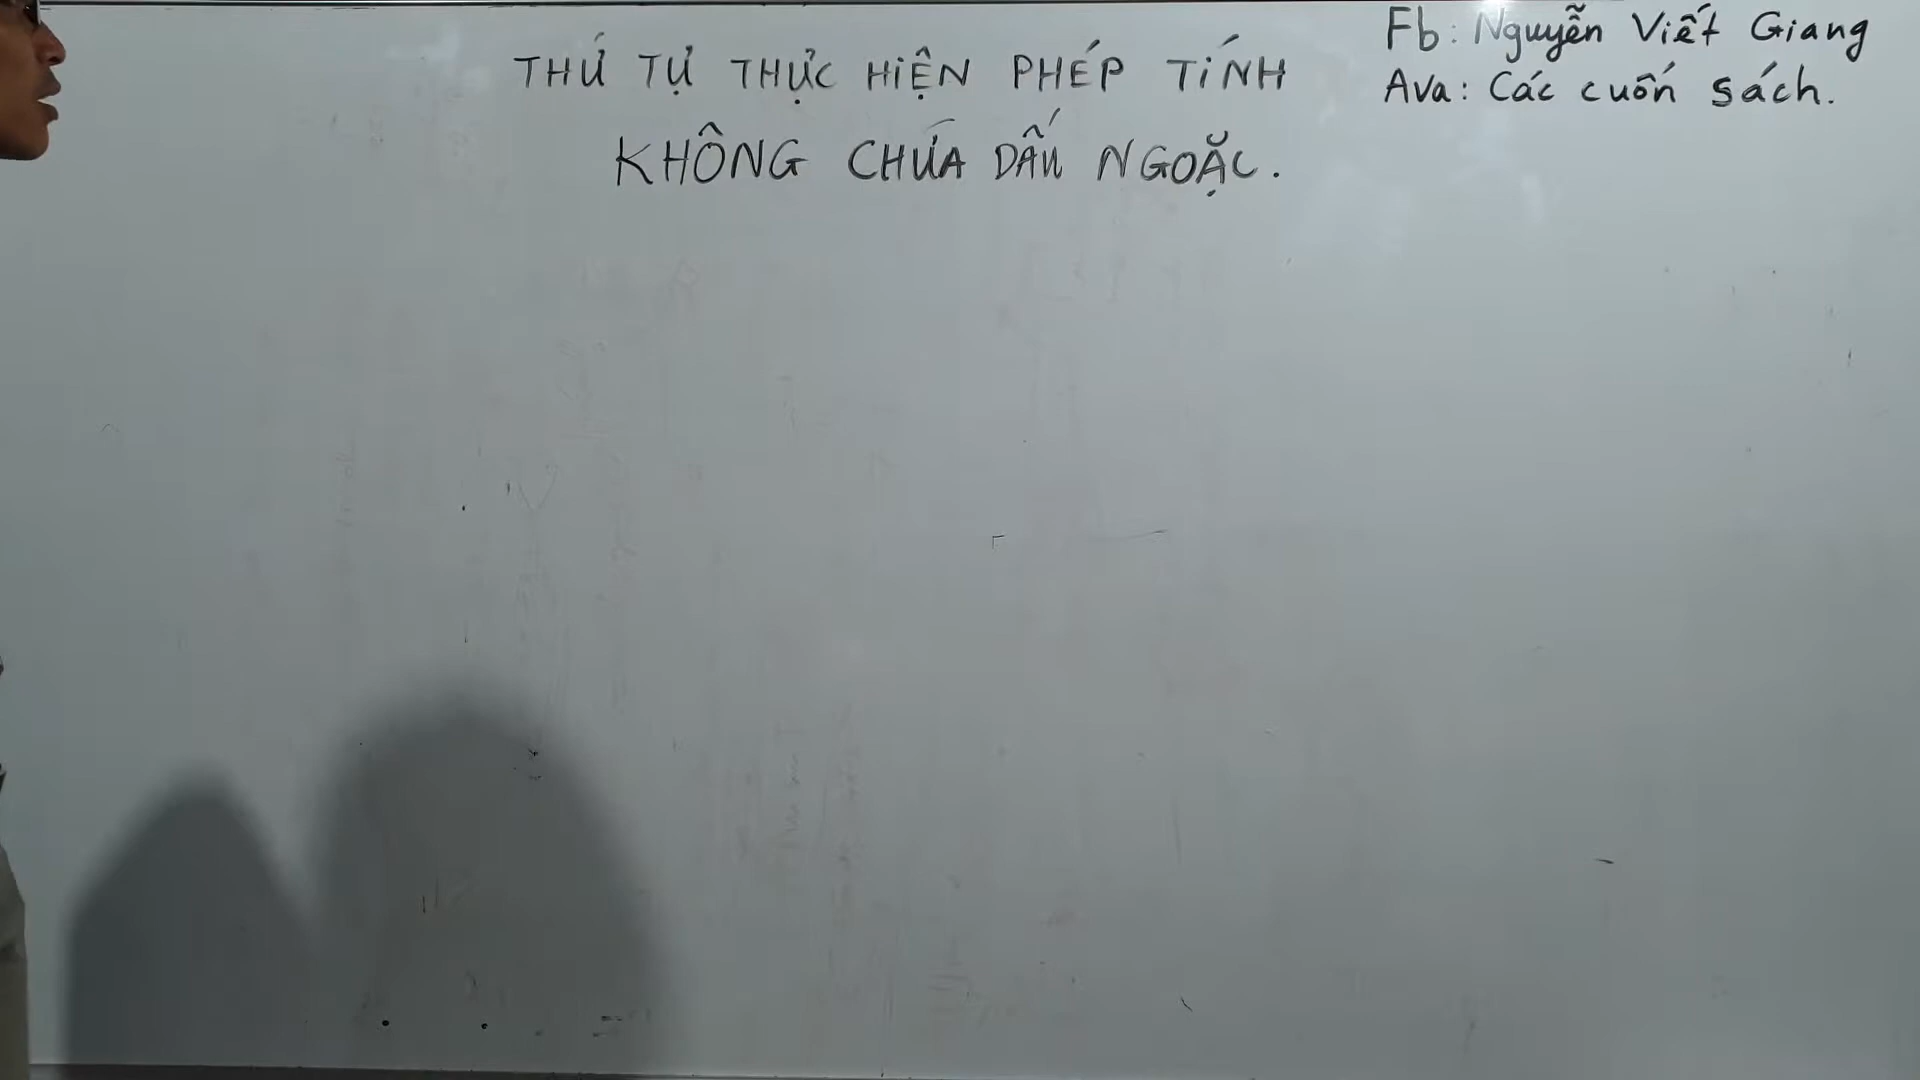 THỨ TỰ THỰC HIỆN PHÉP TÍNH
KHÔNG CHỨA DẤU NGOẶC.
Fb: Nguyễn Viết Giang
Ava: Các cuốn sách.